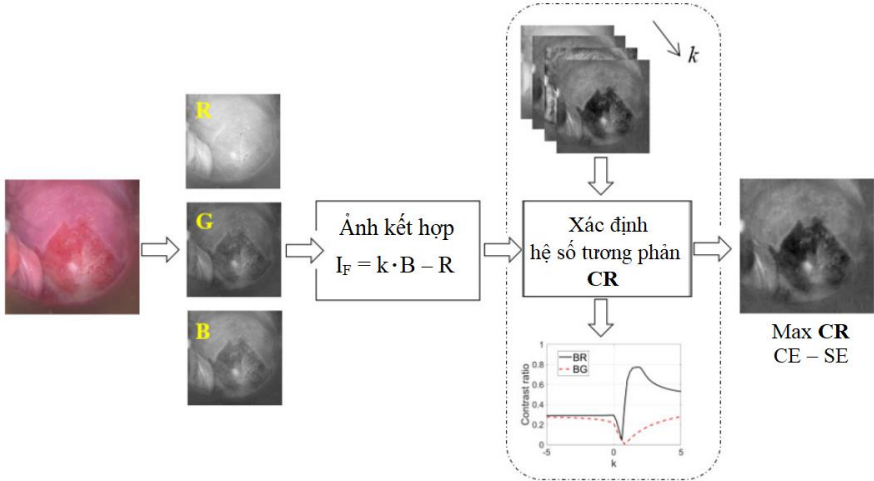 R
G
B
Ảnh kết hợp
I_F = k·B – R
k
Xác định
hệ số tương phản
CR
Contrast ratio
1
0.8
0.6
0.4
0.2
0
BR
BG
-5
0
5
k
Max CR
CE – SE